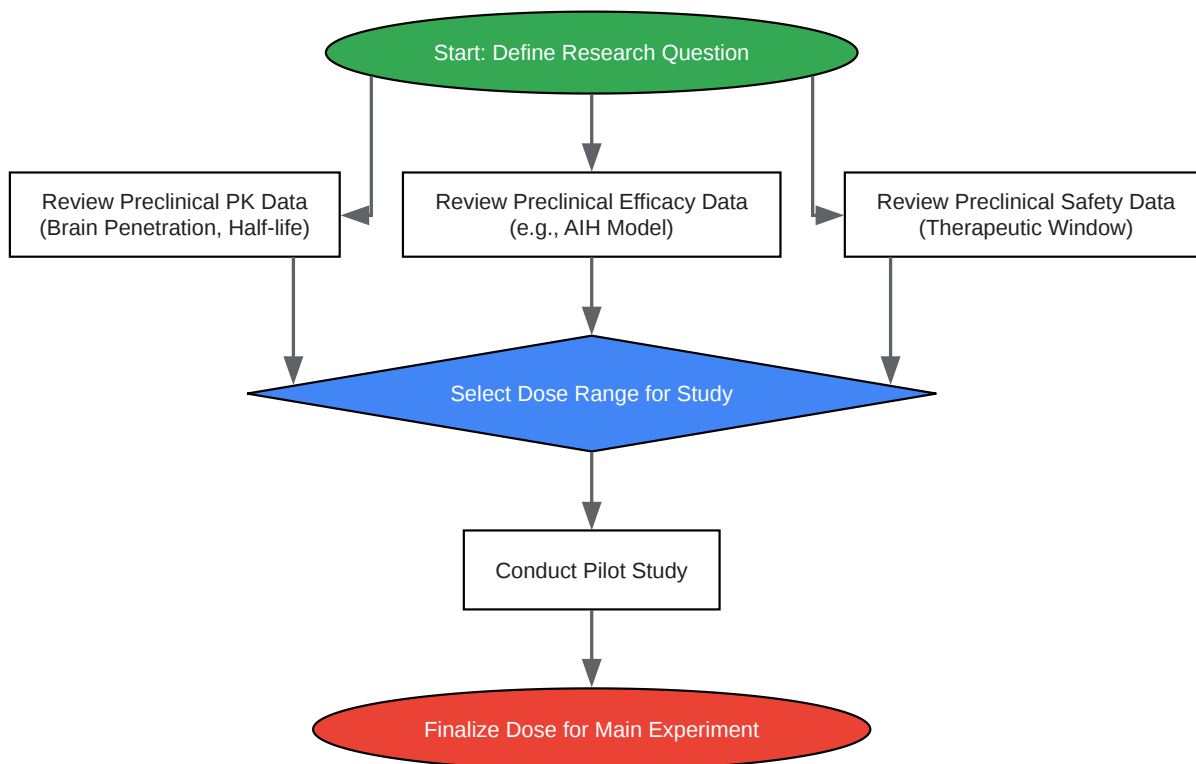 Start: Define Research Question
Review Preclinical PK Data
(Brain Penetration, Half-life)
Review Preclinical Efficacy Data
(e.g., AIH Model)
Review Preclinical Safety Data
(Therapeutic Window)
Select Dose Range for Study
Conduct Pilot Study
Finalize Dose for Main Experiment